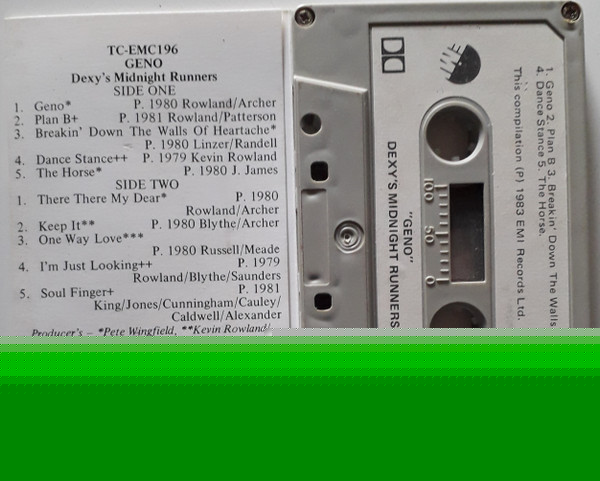 TC-EMC196
GENO
Dexy's Midnight Runners
SIDE ONE
1. Geno* P. 1980 Rowland/Archer
2. Plan B+ P. 1981 Rowland/Patterson
3. Breakin' Down The Walls Of Heartache*
P. 1980 Linzer/Randell
4. Dance Stance++ P. 1979 Kevin Rowland
5. The Horse* P. 1980 J. James
SIDE TWO
1. There There My Dear* P. 1980
Rowland/Archer
2. Keep It** P. 1980 Blythe/Archer
3. One Way Love***
P. 1980 Russell/Meade
4. I'm Just Looking++ P. 1979
Rowland/Blythe/Saunders
5. Soul Finger+ P. 1981
King/Jones/Cunningham/Cauley/
Caldwell/Alexander
Producer's – *Pete Wingfield, **Kevin Rowland/
1. Geno 2. Plan B 3. Breakin' Down The Walls
4. Dance Stance 5. The Horse.
This compilation (P) 1983 EMI Records Ltd.
100 50 0
"GENO"
DEXY'S MIDNIGHT RUNNERS